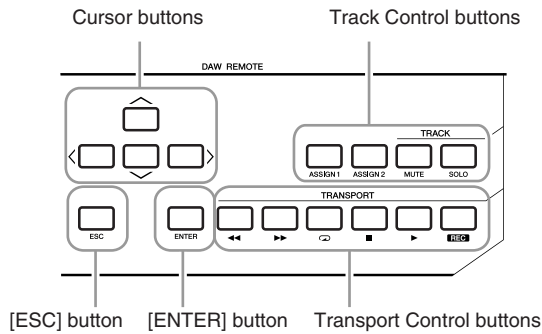 Cursor buttons
Track Control buttons
DAW REMOTE
TRACK
ASSIGN 1 ASSIGN 2 MUTE SOLO
TRANSPORT
ESC
ENTER
REC
[ESC] button
[ENTER] button
Transport Control buttons